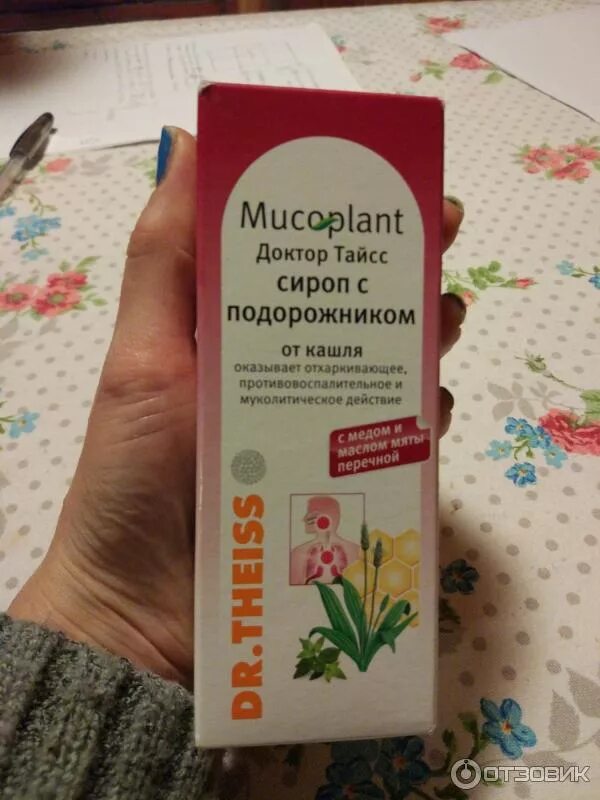 Mucoplant
Доктор Тайсс
сироп с
подорожником
от кашля
оказывает отхаркивающее,
противовоспалительное и
муколитическое действие
с медом и
маслом мяты
перечной
DR.THEISS
ОТЗОВИК